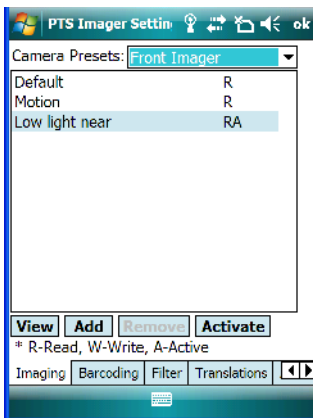 PTS Imager Settin ok
Camera Presets: Front Imager
Default R
Motion R
Low light near RA
View Add Remove Activate
* R-Read, W-Write, A-Active
Imaging Barcoding Filter Translations